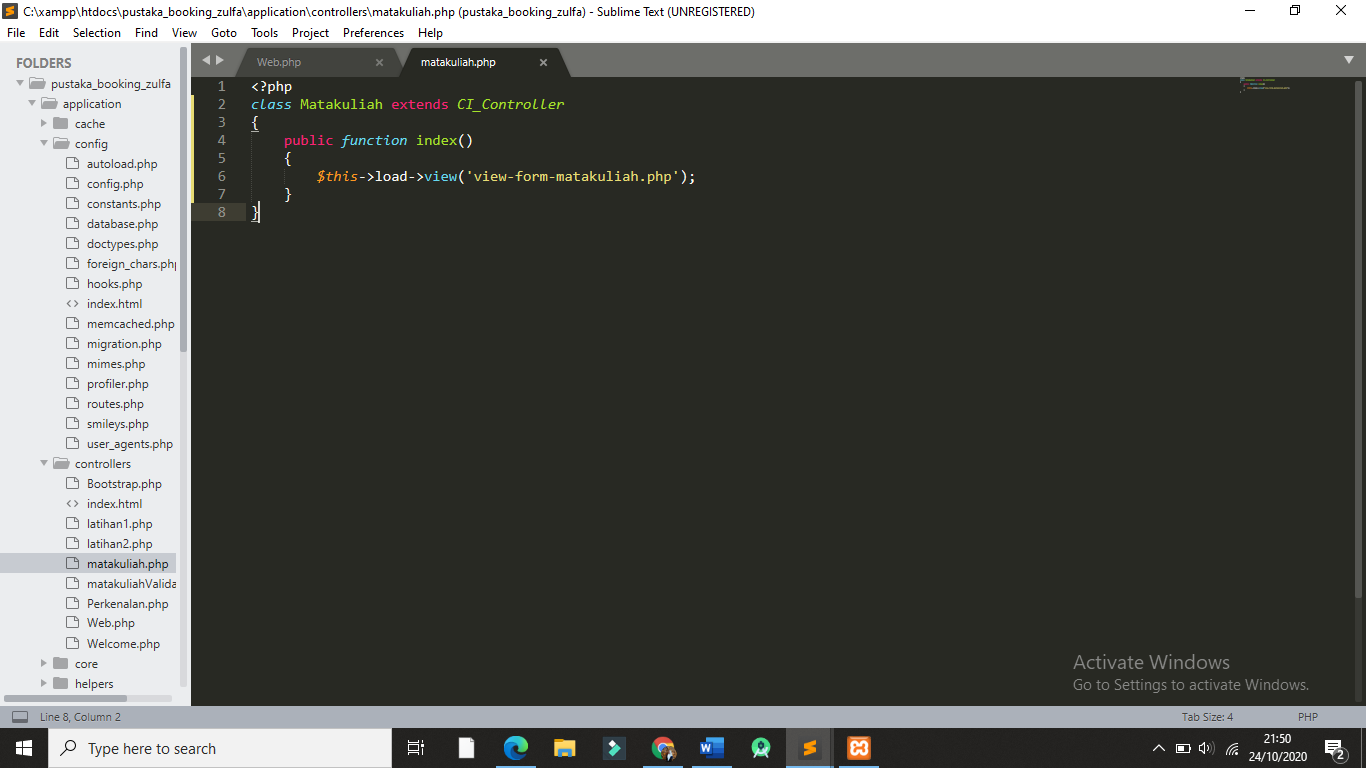 C:\xampp\htdocs\pustaka_booking_zulfa\application\controllers\matakuliah.php (pustaka_booking_zulfa) - Sublime Text (UNREGISTERED)
File Edit Selection Find View Goto Tools Project Preferences Help
FOLDERS
pustaka_booking_zulfa
application
cache
config
autoload.php
config.php
constants.php
database.php
doctypes.php
foreign_chars.php
hooks.php
index.html
memcached.php
migration.php
mimes.php
profiler.php
routes.php
smileys.php
user_agents.php
controllers
Bootstrap.php
index.html
latihan1.php
latihan2.php
matakuliah.php
matakuliahValida
Perkenalan.php
Web.php
Welcome.php
core
helpers
Web.php matakuliah.php
1 <?php
2 class Matakuliah extends CI_Controller
3 {
4     public function index()
5     {
6         $this->load->view('view-form-matakuliah.php');
7     }
8 }
Activate Windows
Go to Settings to activate Windows.
Line 8, Column 2 Tab Size: 4 PHP
Type here to search
21:50
24/10/2020
2